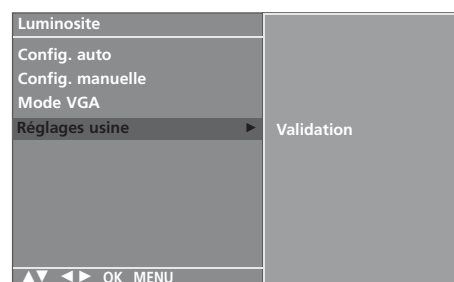 Luminosite
Config. auto
Config. manuelle
Mode VGA
Réglages usine ►
Validation
▲▼ ◄► OK MENU